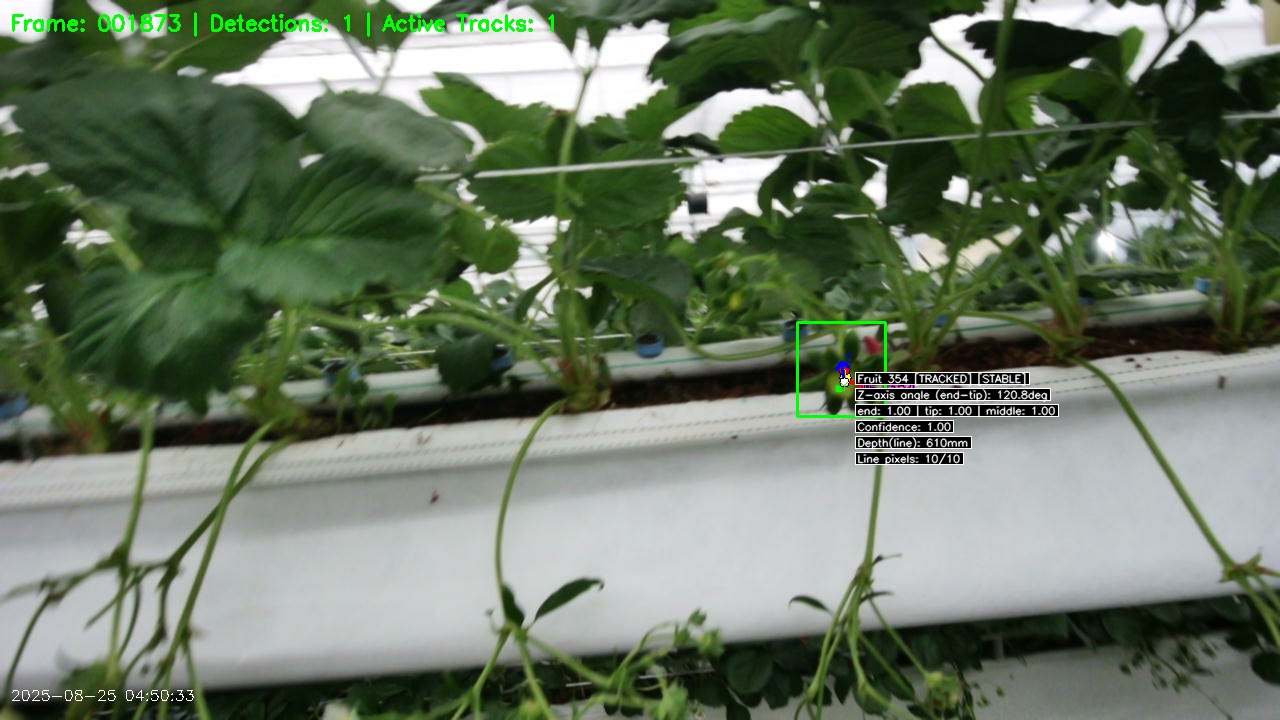 Frame: 001873 | Detections: 1 | Active Tracks: 1
Fruit 354 [TRACKED] [STABLE]
Z-axis angle (end-tip): 120.8deg
end: 1.00 | tip: 1.00 | middle: 1.00
Confidence: 1.00
Depth(line): 610mm
Line pixels: 10/10
2025-08-25 04:50:33